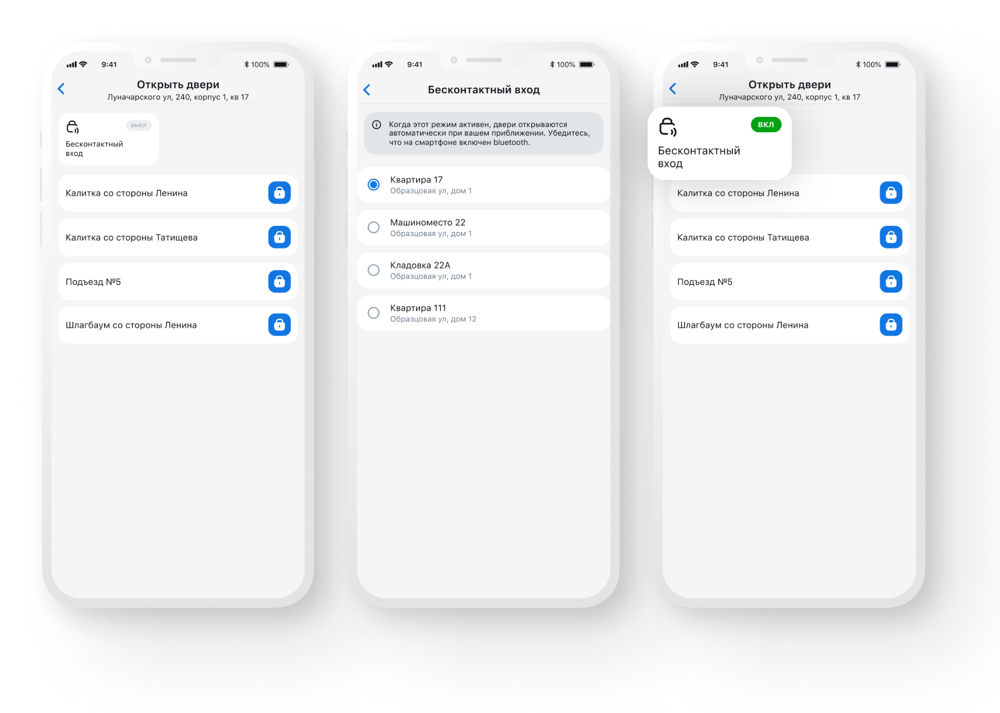 9:41
100%
Открыть двери
Луначарского ул, 240, корпус 1, кв 17
ВЫКЛ
Бесконтактный
вход
Калитка со стороны Ленина
Калитка со стороны Татищева
Подъезд №5
Шлагбаум со стороны Ленина
9:41
100%
Бесконтактный вход
Когда этот режим активен, двери открываются
автоматически при вашем приближении. Убедитесь,
что на смартфоне включен bluetooth.
Квартира 17
Образцовая ул, дом 1
Машиноместо 22
Образцовая ул, дом 1
Кладовка 22А
Образцовая ул, дом 1
Квартира 111
Образцовая ул, дом 12
9:41
100%
Открыть двери
Луначарского ул, 240, корпус 1, кв 17
ВКЛ
Бесконтактный
вход
Калитка со стороны Ленина
Калитка со стороны Татищева
Подъезд №5
Шлагбаум со стороны Ленина